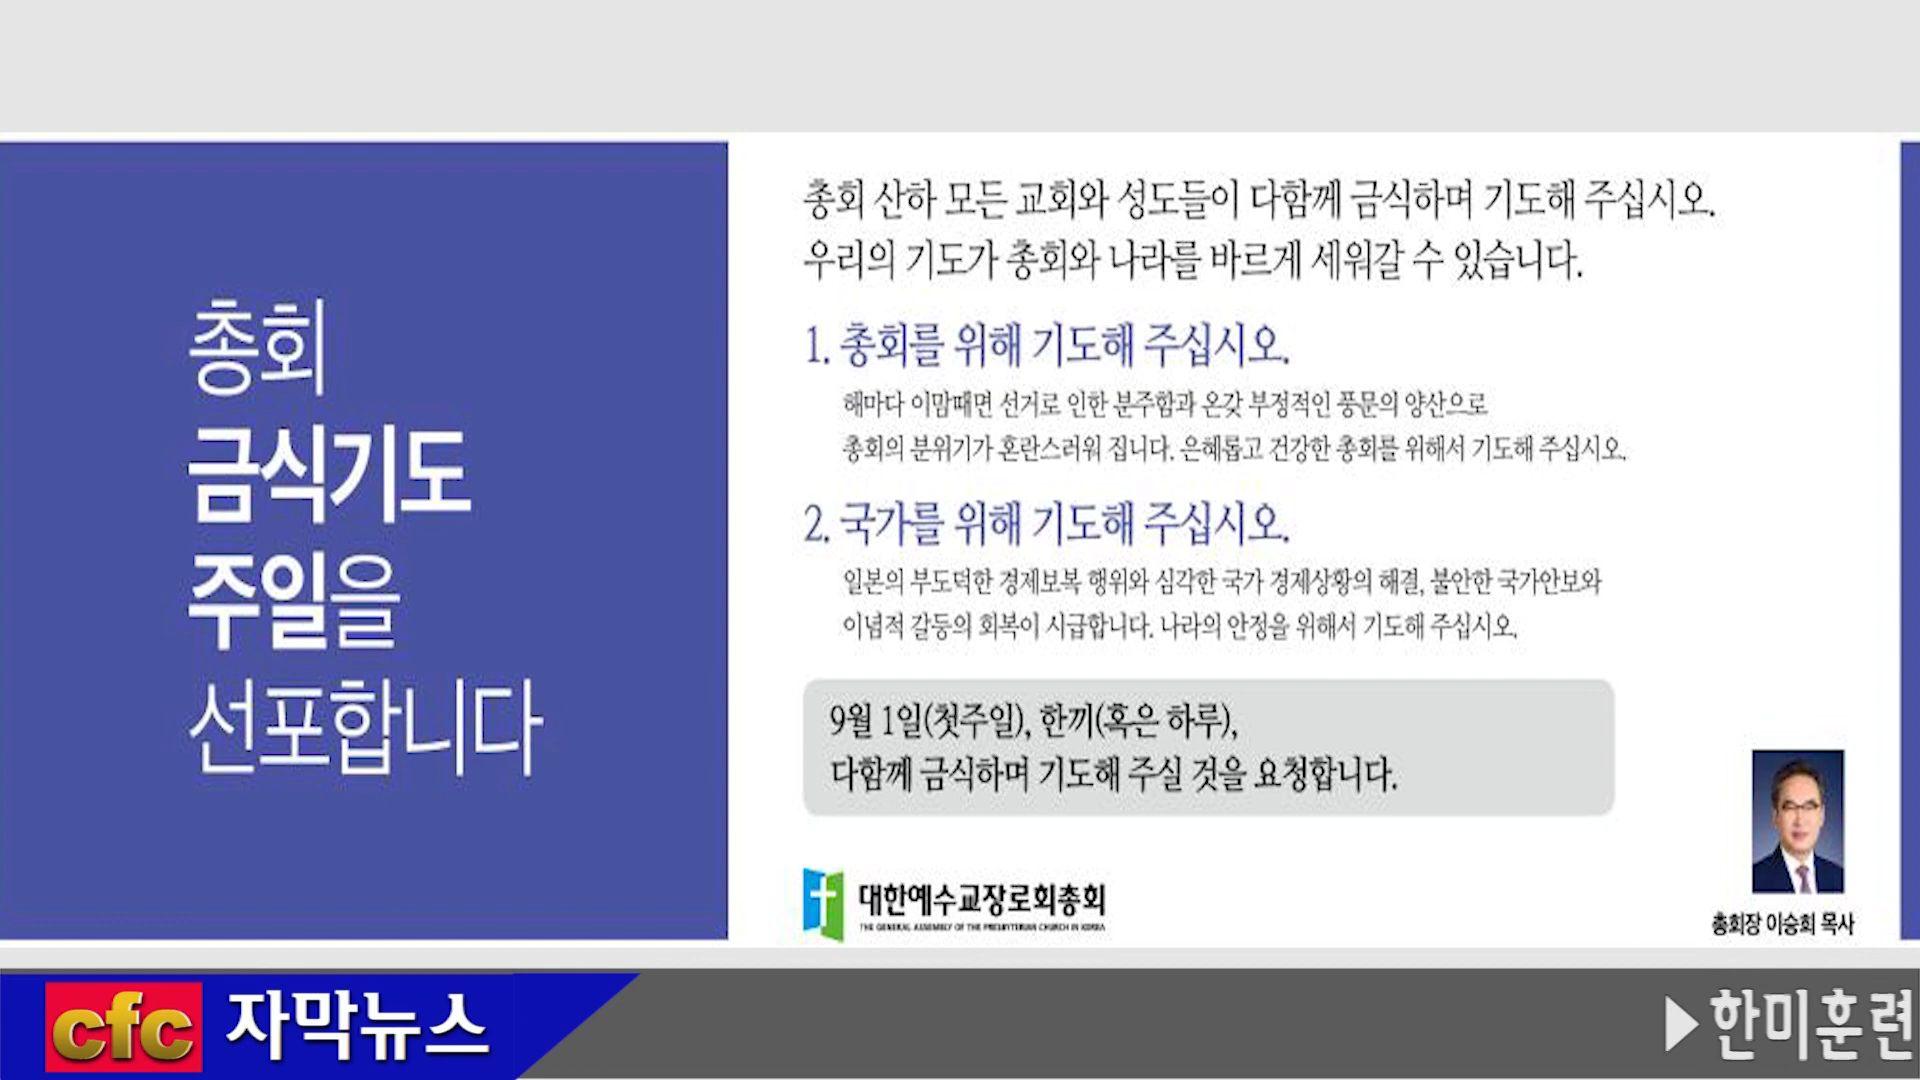 총회
금식기도
주일을
선포합니다
총회 산하 모든 교회와 성도들이 다함께 금식하며 기도해 주십시오.
우리의 기도가 총회와 나라를 바르게 세워갈 수 있습니다.
1. 총회를 위해 기도해 주십시오.
해마다 이맘때면 선거로 인한 분주함과 온갖 부정적인 풍문의 양산으로
총회의 분위기가 혼란스러워 집니다. 은혜롭고 건강한 총회를 위해서 기도해 주십시오.
2. 국가를 위해 기도해 주십시오.
일본의 부도덕한 경제보복 행위와 심각한 국가 경제상황의 해결, 불안한 국가안보와
이념적 갈등의 회복이 시급합니다. 나라의 안정을 위해서 기도해 주십시오.
9월 1일(첫주일), 한끼(혹은 하루),
다함께 금식하며 기도해 주실 것을 요청합니다.
대한예수교장로회총회
THE GENERAL ASSEMBLY OF THE PRESBYTERIAN CHURCH IN KOREA
총회장 이승희 목사
cfc 자막뉴스
▶한미훈련